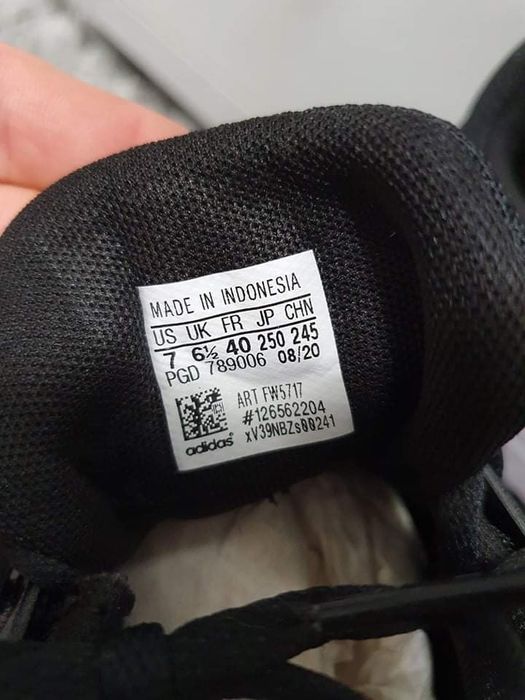 MADE IN INDONESIA
US UK FR JP CHN
7 6½ 40 250 245
PGD 789006 08/20
ART FW5717
#126562204
xV39NBZs00241
adidas